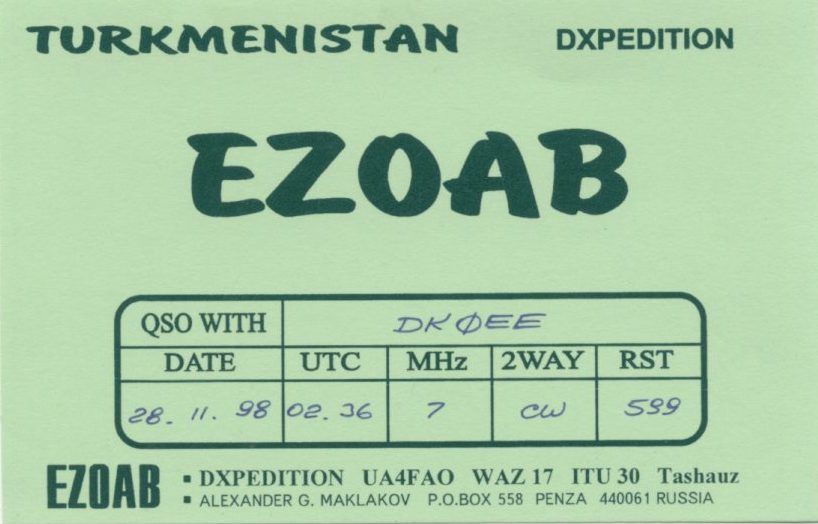 TURKMENISTAN DXPEDITION
EZ0AB
QSO WITH DKØEE
DATE UTC MHz 2WAY RST
28. 11. 98 02.36 7 CW 599
EZ0AB ▪ DXPEDITION UA4FAO WAZ 17 ITU 30 Tashauz
▪ ALEXANDER G. MAKLAKOV P.O.BOX 558 PENZA 440061 RUSSIA